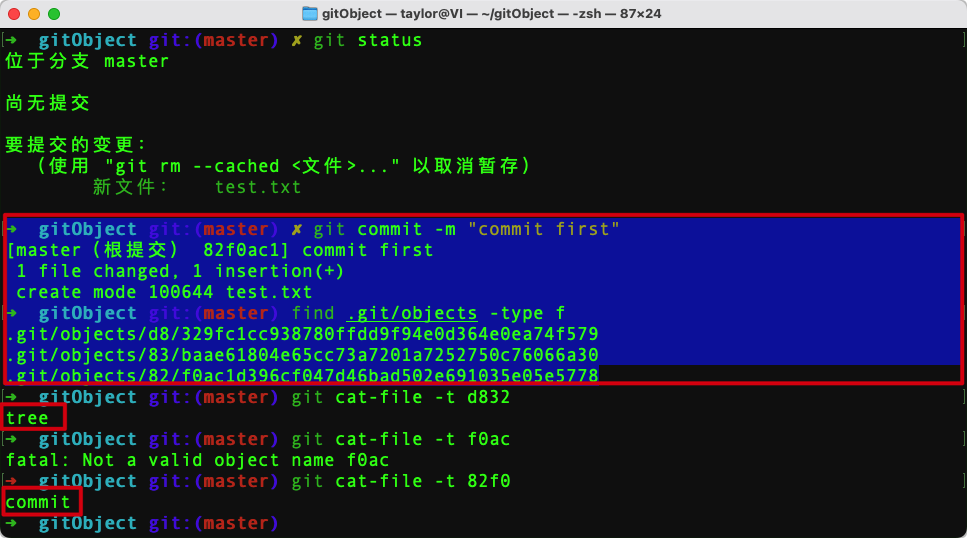 gitObject — taylor@VI — ~/gitObject — -zsh — 87×24
[➜  gitObject git:(master) ✗ git status ]
位于分支 master
尚无提交
要提交的变更：
  （使用 "git rm --cached <文件>..." 以取消暂存）
        新文件：   test.txt
[➜  gitObject git:(master) ✗ git commit -m "commit first" ]
[master（根提交） 82f0ac1] commit first
 1 file changed, 1 insertion(+)
 create mode 100644 test.txt
[➜  gitObject git:(master) find .git/objects -type f ]
.git/objects/d8/329fc1cc938780ffdd9f94e0d364e0ea74f579
.git/objects/83/baae61804e65cc73a7201a7252750c76066a30
.git/objects/82/f0ac1d396cf047d46bad502e691035e05e5778
[➜  gitObject git:(master) git cat-file -t d832 ]
tree
[➜  gitObject git:(master) git cat-file -t f0ac ]
fatal: Not a valid object name f0ac
[➜  gitObject git:(master) git cat-file -t 82f0 ]
commit
➜  gitObject git:(master)